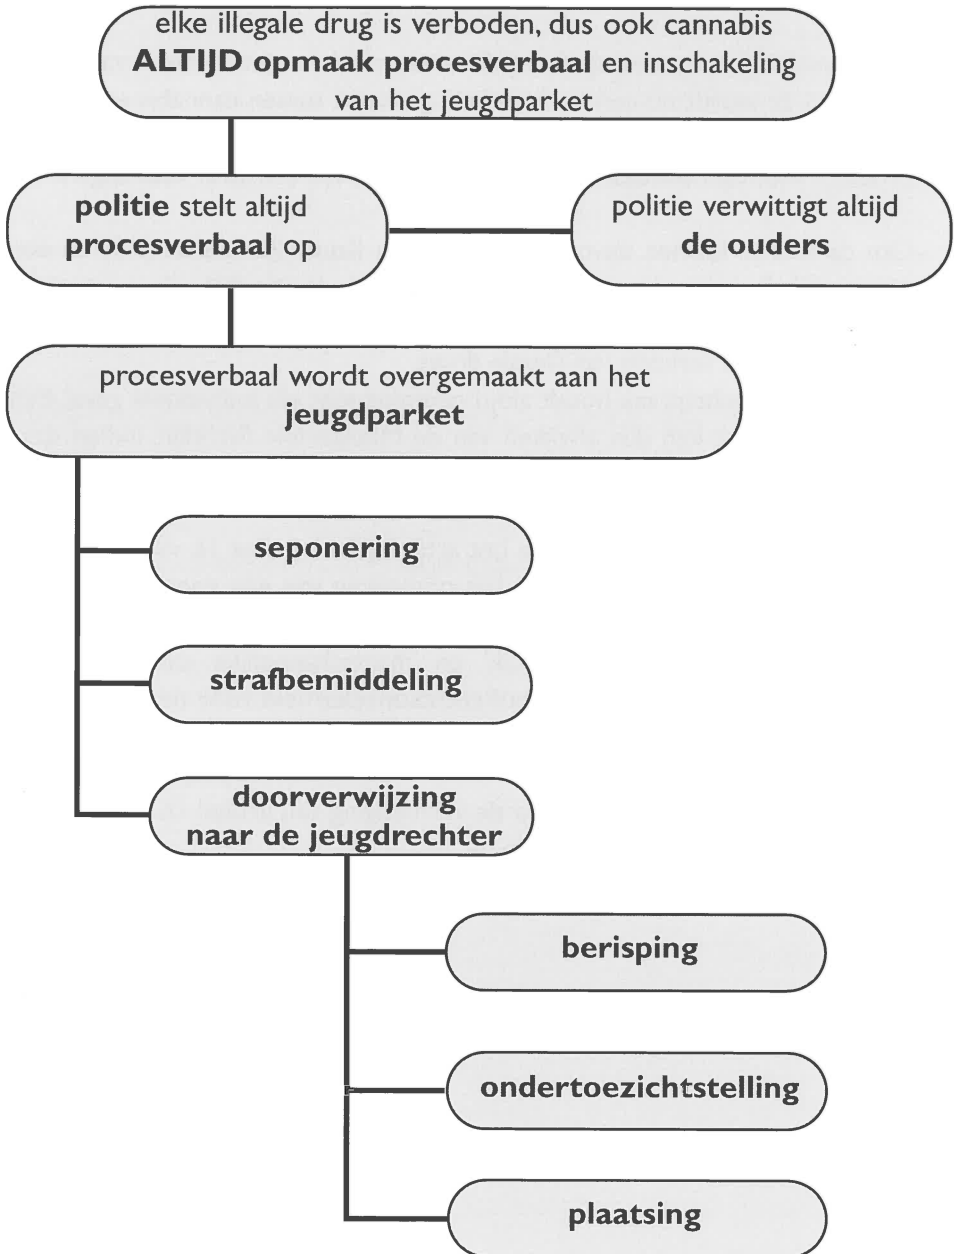 elke illegale drug is verboden, dus ook cannabis
ALTIJD opmaak procesverbaal en inschakeling
van het jeugdparket
politie stelt altijd
procesverbaal op
politie verwittigt altijd
de ouders
procesverbaal wordt overgemaakt aan het
jeugdparket
seponering
strafbemiddeling
doorverwijzing
naar de jeugdrechter
berisping
ondertoezichtstelling
plaatsing